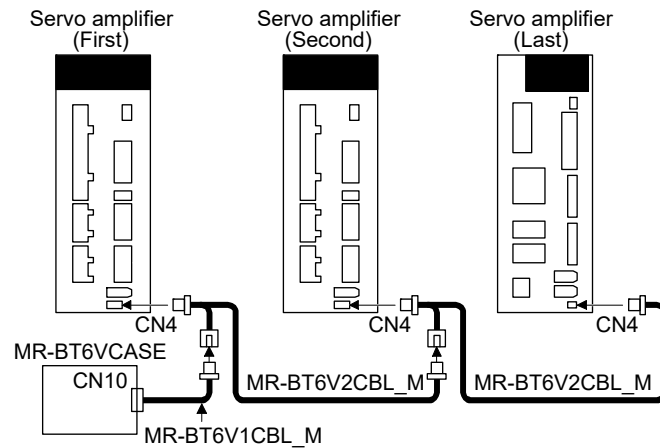 Servo amplifier
(First)
Servo amplifier
(Second)
Servo amplifier
(Last)
CN4
CN4
CN4
MR-BT6VCASE
CN10
MR-BT6V2CBL_M
MR-BT6V2CBL_M
MR-BT6V1CBL_M